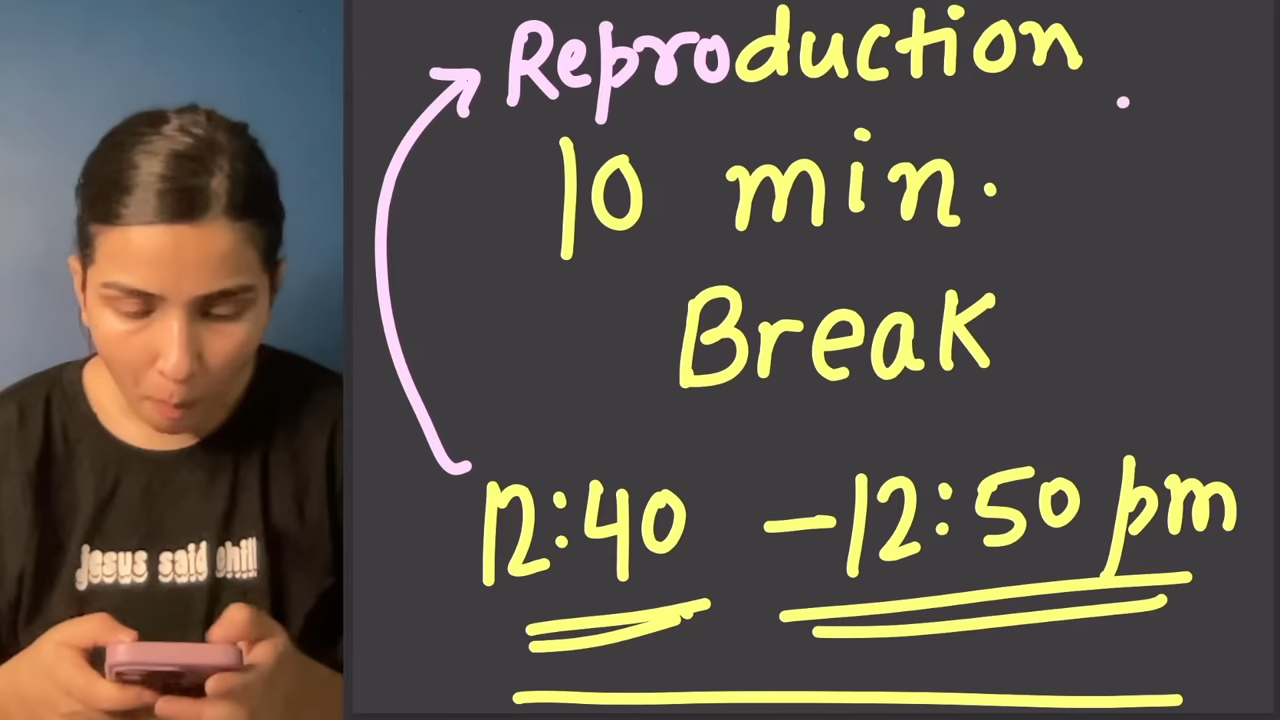 Reproduction
10 min.
Break
12:40 - 12:50 pm
jesus said chill